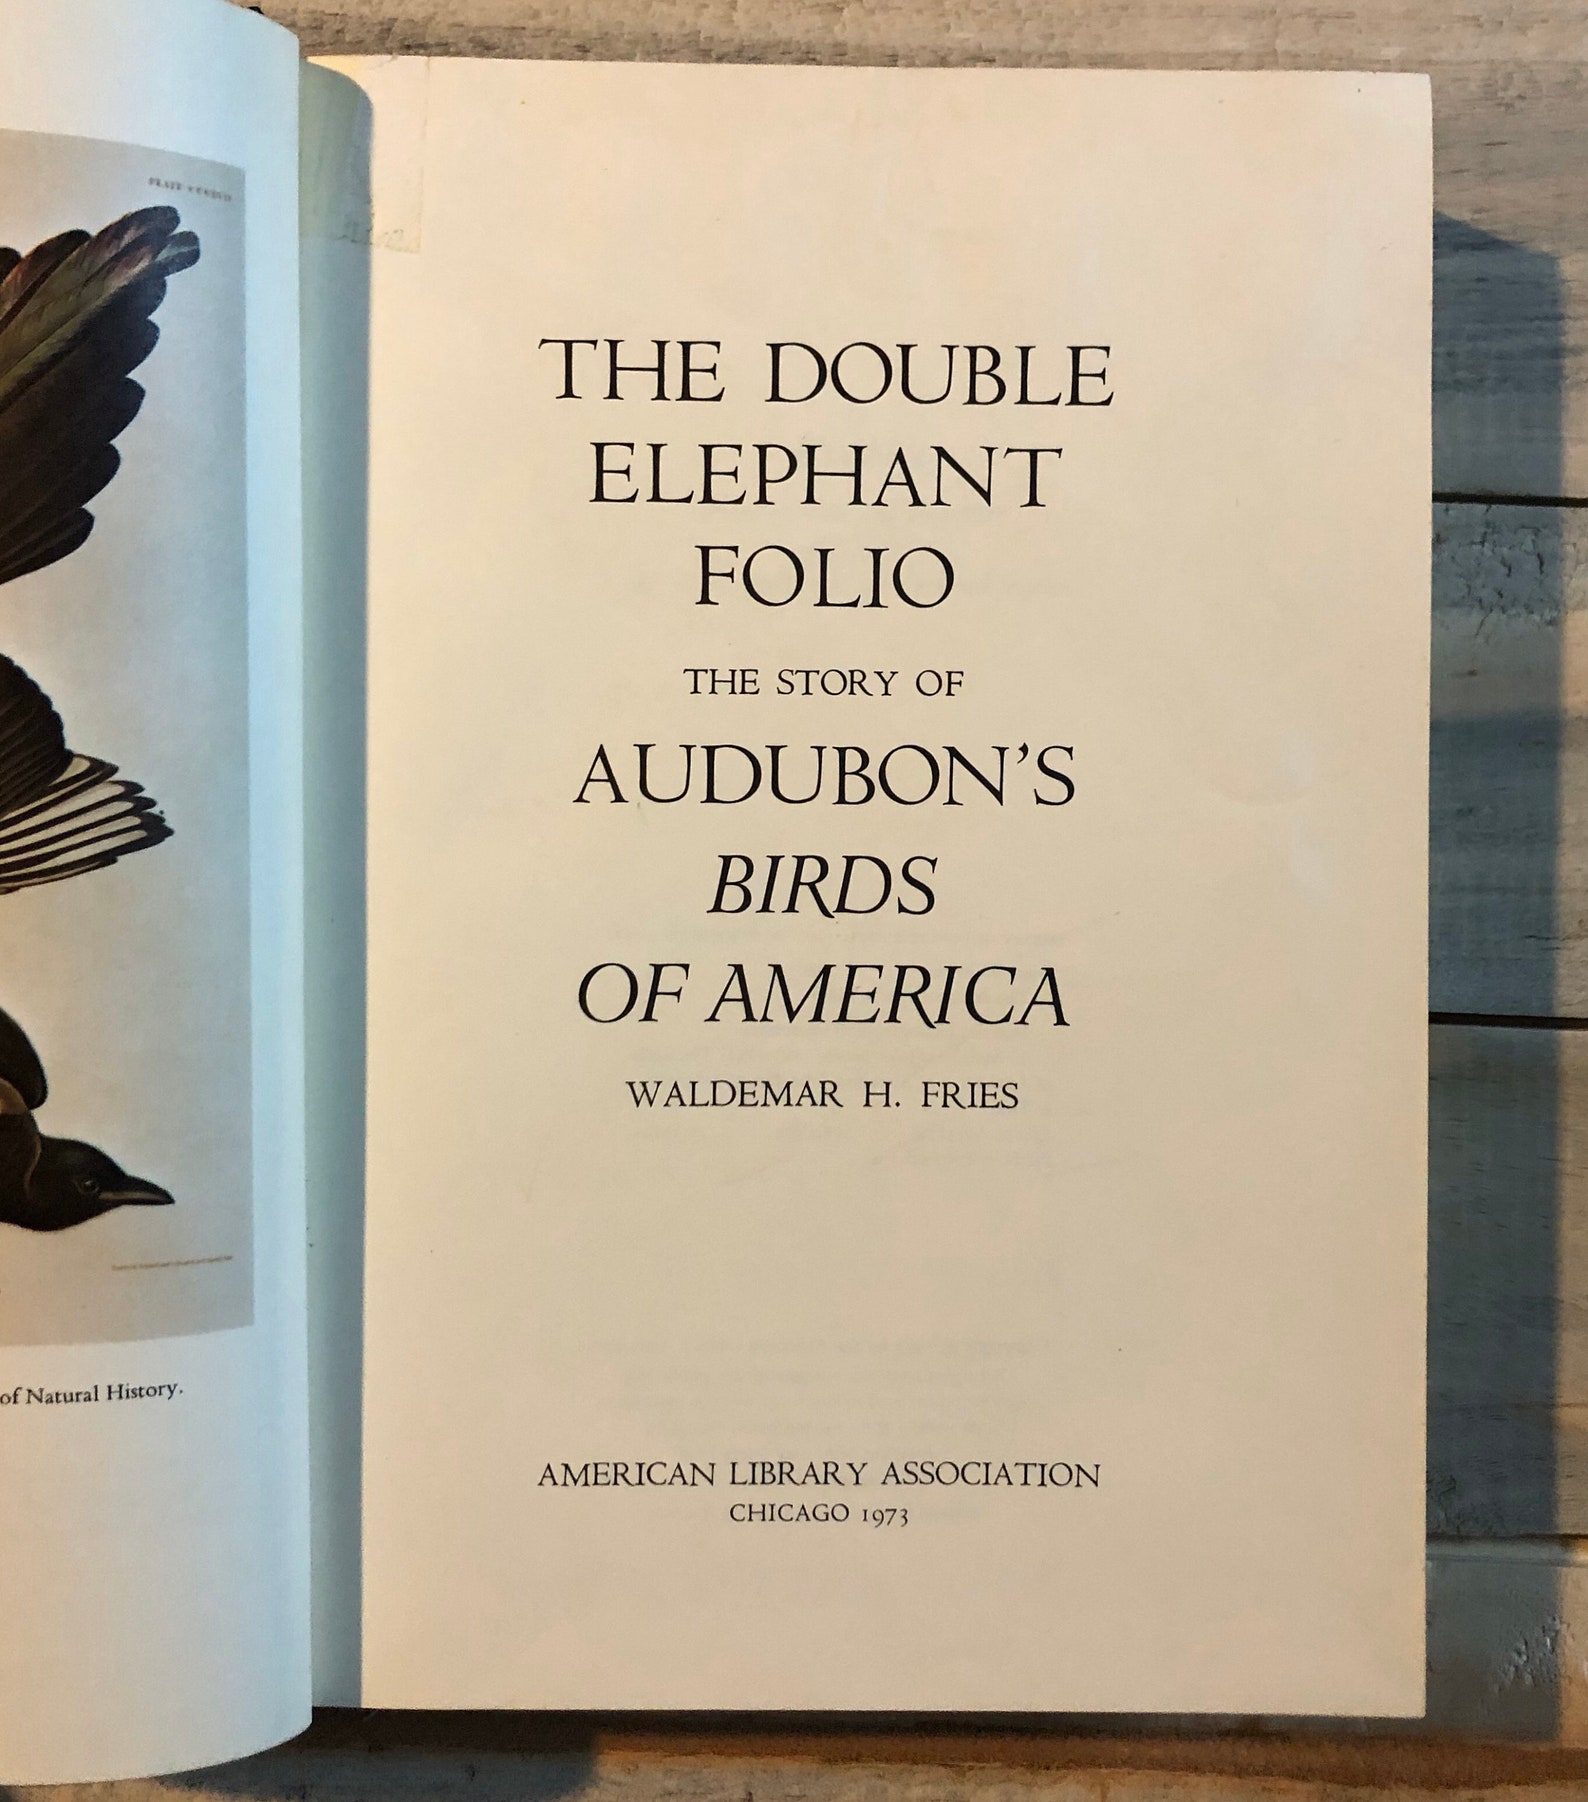 of Natural History.
THE DOUBLE
ELEPHANT
FOLIO
THE STORY OF
AUDUBON'S
BIRDS
OF AMERICA
WALDEMAR H. FRIES
AMERICAN LIBRARY ASSOCIATION
CHICAGO 1973